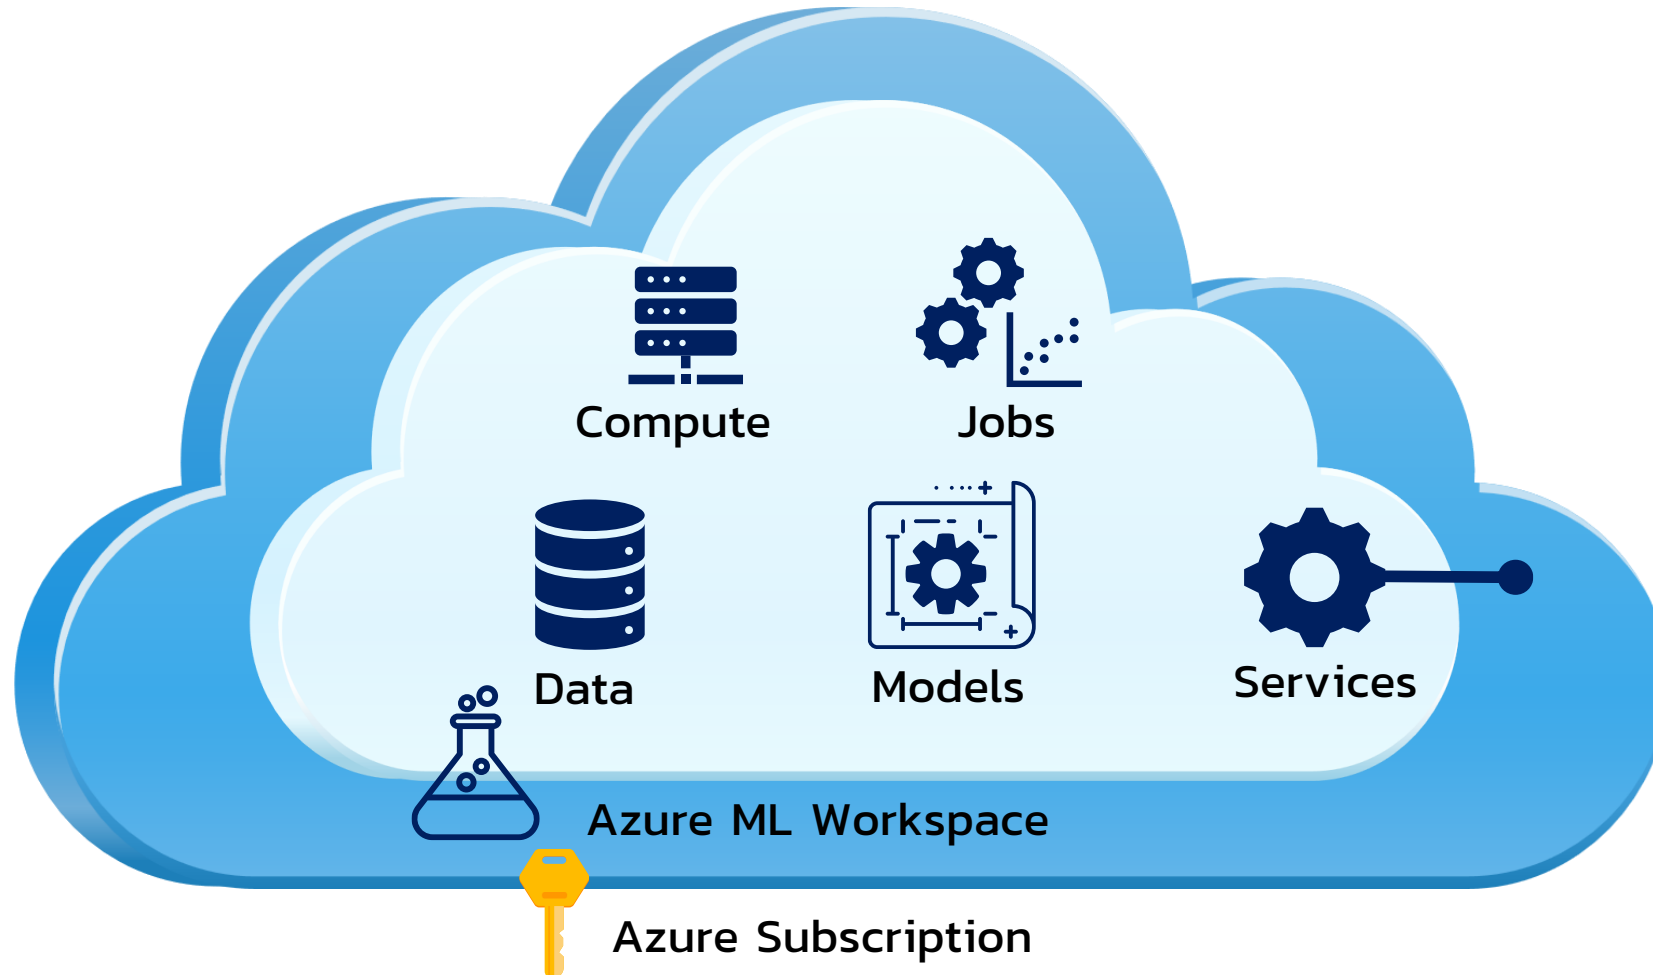 Compute
Jobs
Data
Models
Services
Azure ML Workspace
Azure Subscription